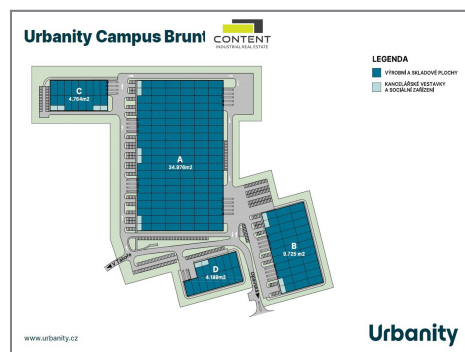 Urbanity Campus Brunt
CONTENT
INDUSTRIAL REAL ESTATE
LEGENDA
VÝROBNÍ A SKLADOVÉ PLOCHY
KANCELÁŘSKÉ VESTAVKY
A SOCIÁLNÍ ZAŘÍZENÍ
C
4.764m2
A
34.976m2
B
9.725 m2
D
4.189m2
www.urbanity.cz
Urbanity